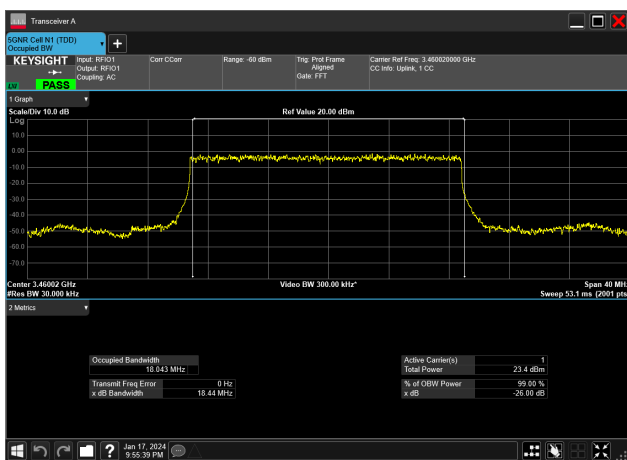 Transceiver A
5GNR Cell N1 (TDD)
Occupied BW
KEYSIGHT
PASS
Input: RFIO1
Output: RFIO1
Coupling: AC
Corr CCorr
Range: -60 dBm
Trig: Prot Frame
Aligned
Gate: FFT
Carrier Ref Freq: 3.460020000 GHz
CC Info: Uplink, 1 CC
1 Graph
Scale/Div 10.0 dB
Ref Value 20.00 dBm
Log
10.0
0.00
-10.0
-20.0
-30.0
-40.0
-50.0
-60.0
-70.0
Center 3.46002 GHz
Video BW 300.00 kHz*
Span 40 MHz
#Res BW 30.000 kHz
Sweep 53.1 ms (2001 pts
2 Metrics
Occupied Bandwidth
18.043 MHz
Active Carrier(s) 1
Total Power 23.4 dBm
Transmit Freq Error 0 Hz
x dB Bandwidth 18.44 MHz
% of OBW Power 99.00 %
x dB -26.00 dB
Jan 17, 2024
9:55:39 PM